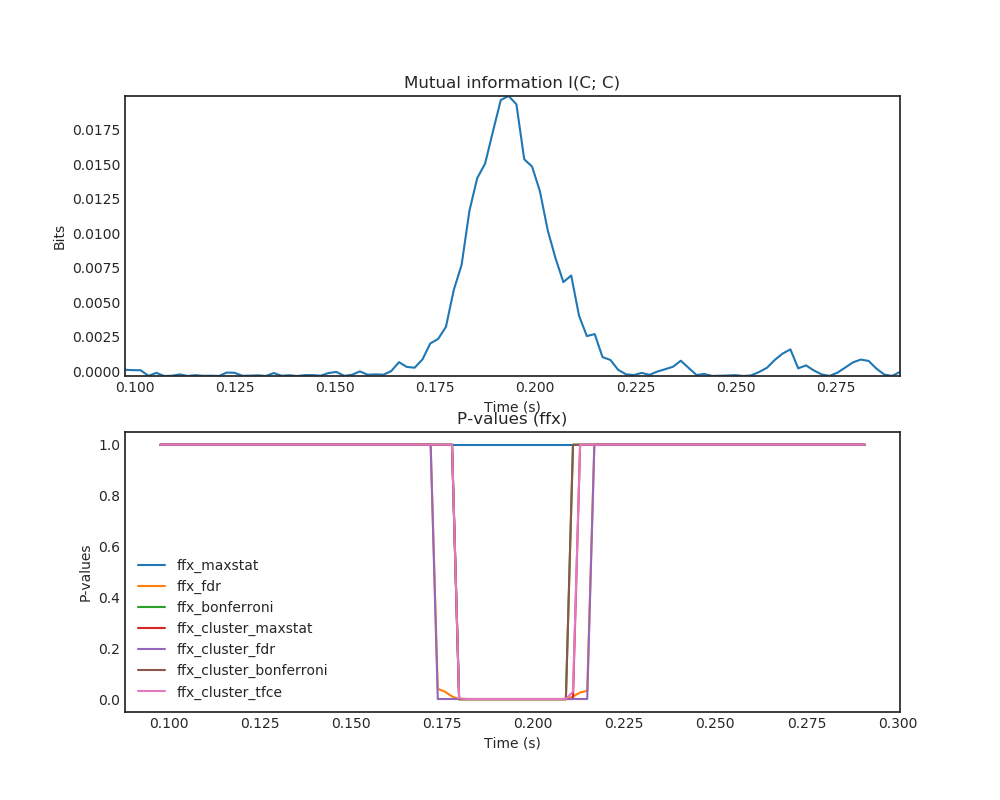 Mutual information I(C; C)
0.0175
0.0150
0.0125
0.0100
0.0075
0.0050
0.0025
0.0000
Bits
0.100 0.125 0.150 0.175 0.200 0.225 0.250 0.275
Time (s)
P-values (ffx)
1.0
0.8
0.6
0.4
0.2
0.0
P-values
ffx_maxstat
ffx_fdr
ffx_bonferroni
ffx_cluster_maxstat
ffx_cluster_fdr
ffx_cluster_bonferroni
ffx_cluster_tfce
0.100 0.125 0.150 0.175 0.200 0.225 0.250 0.275 0.300
Time (s)